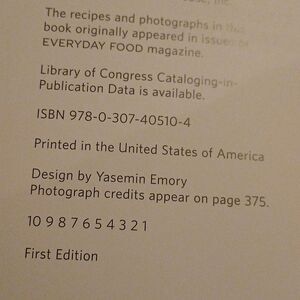 Inc
The recipes and photographs in this
book originally appeared in issues of
EVERYDAY FOOD magazine.
Library of Congress Cataloging-in-
Publication Data is available.
ISBN 978-0-307-40510-4
Printed in the United States of America
Design by Yasemin Emory
Photograph credits appear on page 375.
10 9 8 7 6 5 4 3 2 1
First Edition